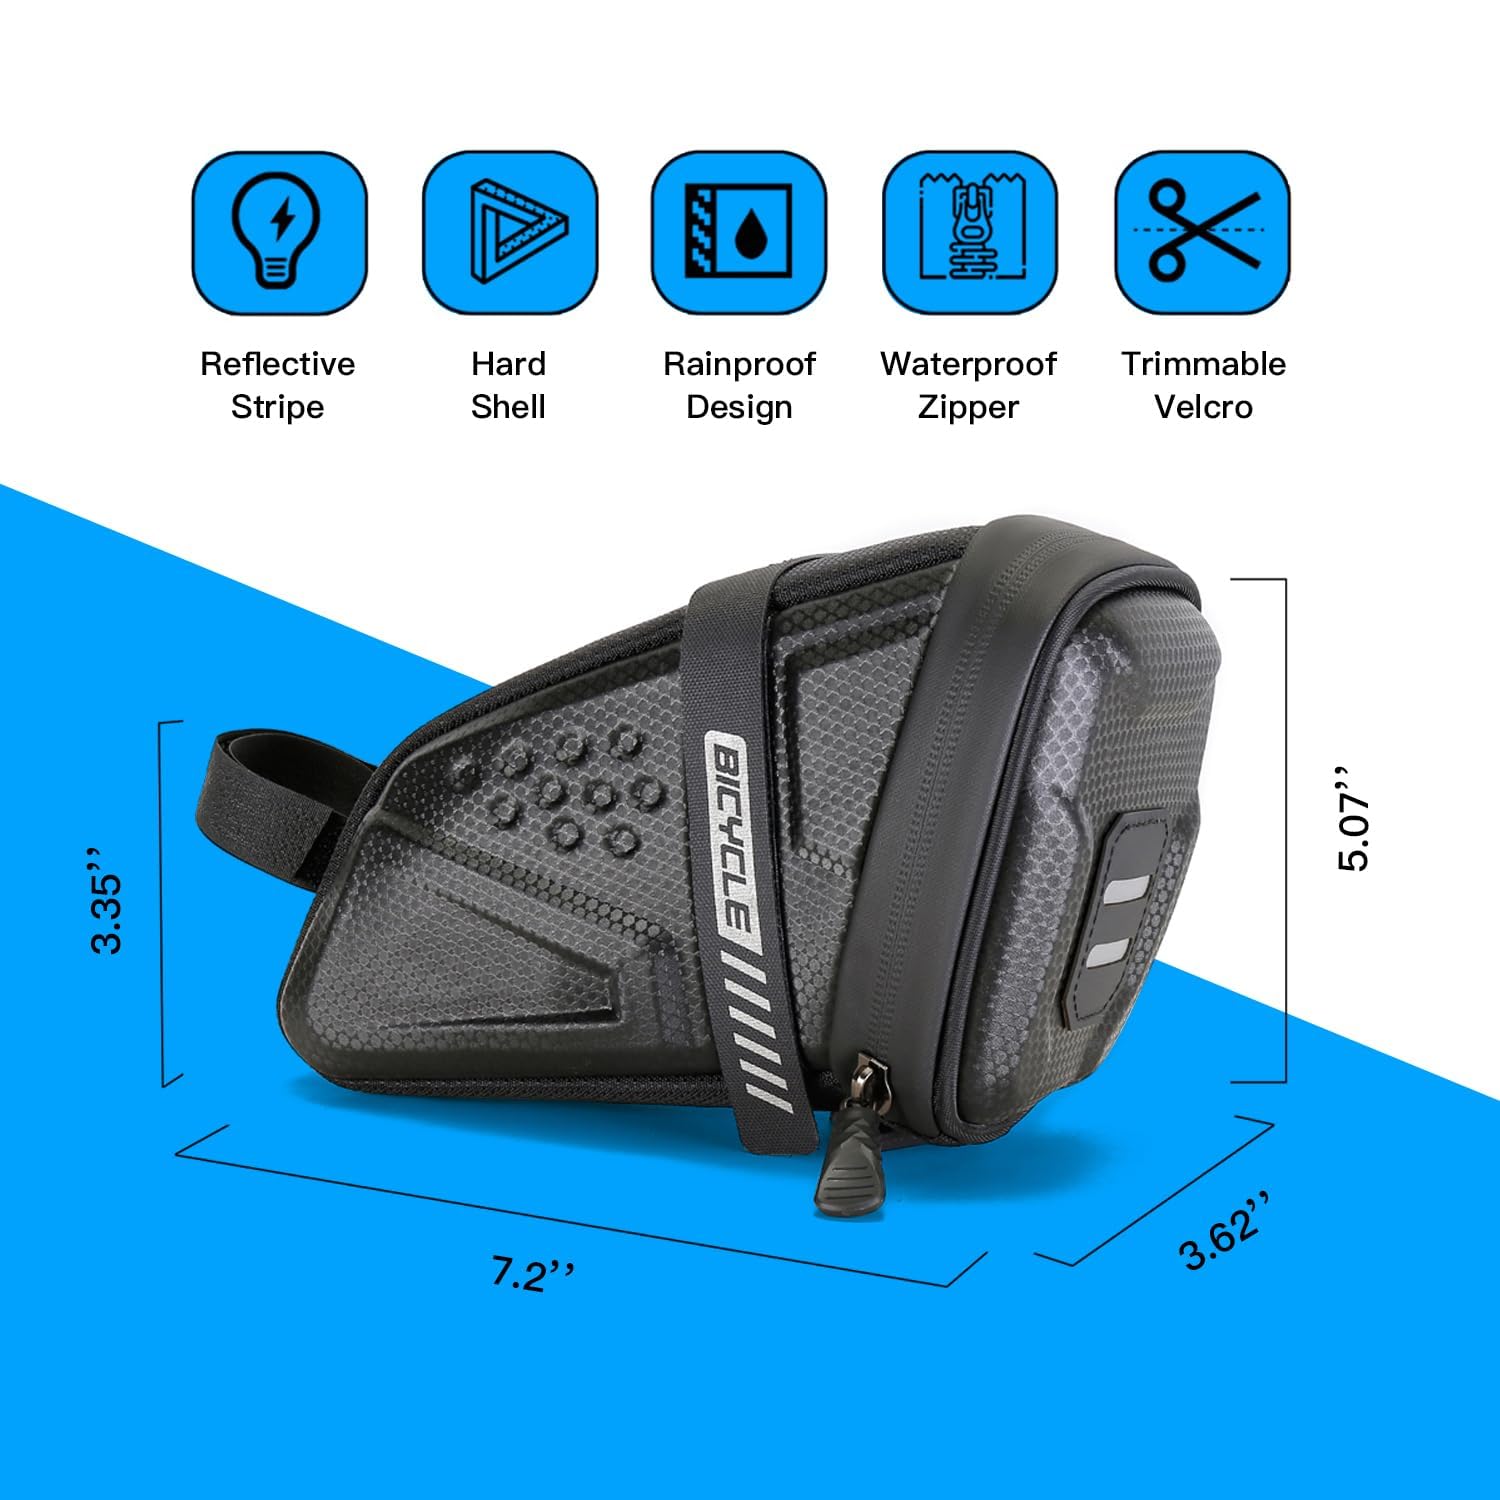 Reflective
Stripe
Hard
Shell
Rainproof
Design
Waterproof
Zipper
Trimmable
Velcro
BICYCLE
3.35’’
5.07’’
7.2’’
3.62’’